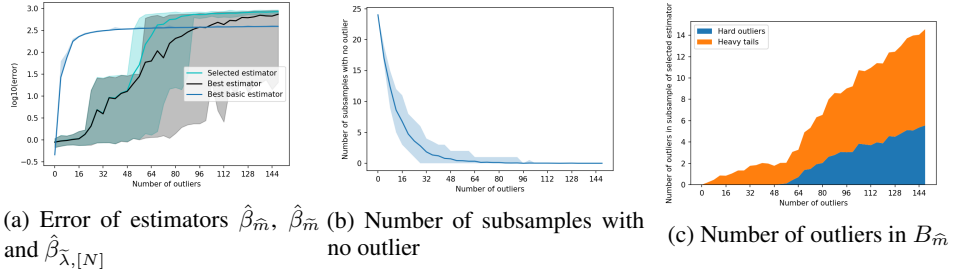 log10(error)
3.0
2.5
2.0
1.5
1.0
0.5
0.0
−0.5
Selected estimator
Best estimator
Best basic estimator
0 16 32 48 64 80 96 112 128 144
Number of outliers
(a) Error of estimators β̂_m̂, β̂_m̃
and β̂_λ̃,[N]
Number of subsamples with no outlier
25
20
15
10
5
0
0 16 32 48 64 80 96 112 128 144
Number of outliers
(b) Number of subsamples with
no outlier
Number of outliers in subsample of selected estimator
14
12
10
8
6
4
2
0
Hard outliers
Heavy tails
0 16 32 48 64 80 96 112 128 144
Number of outliers
(c) Number of outliers in B_m̂